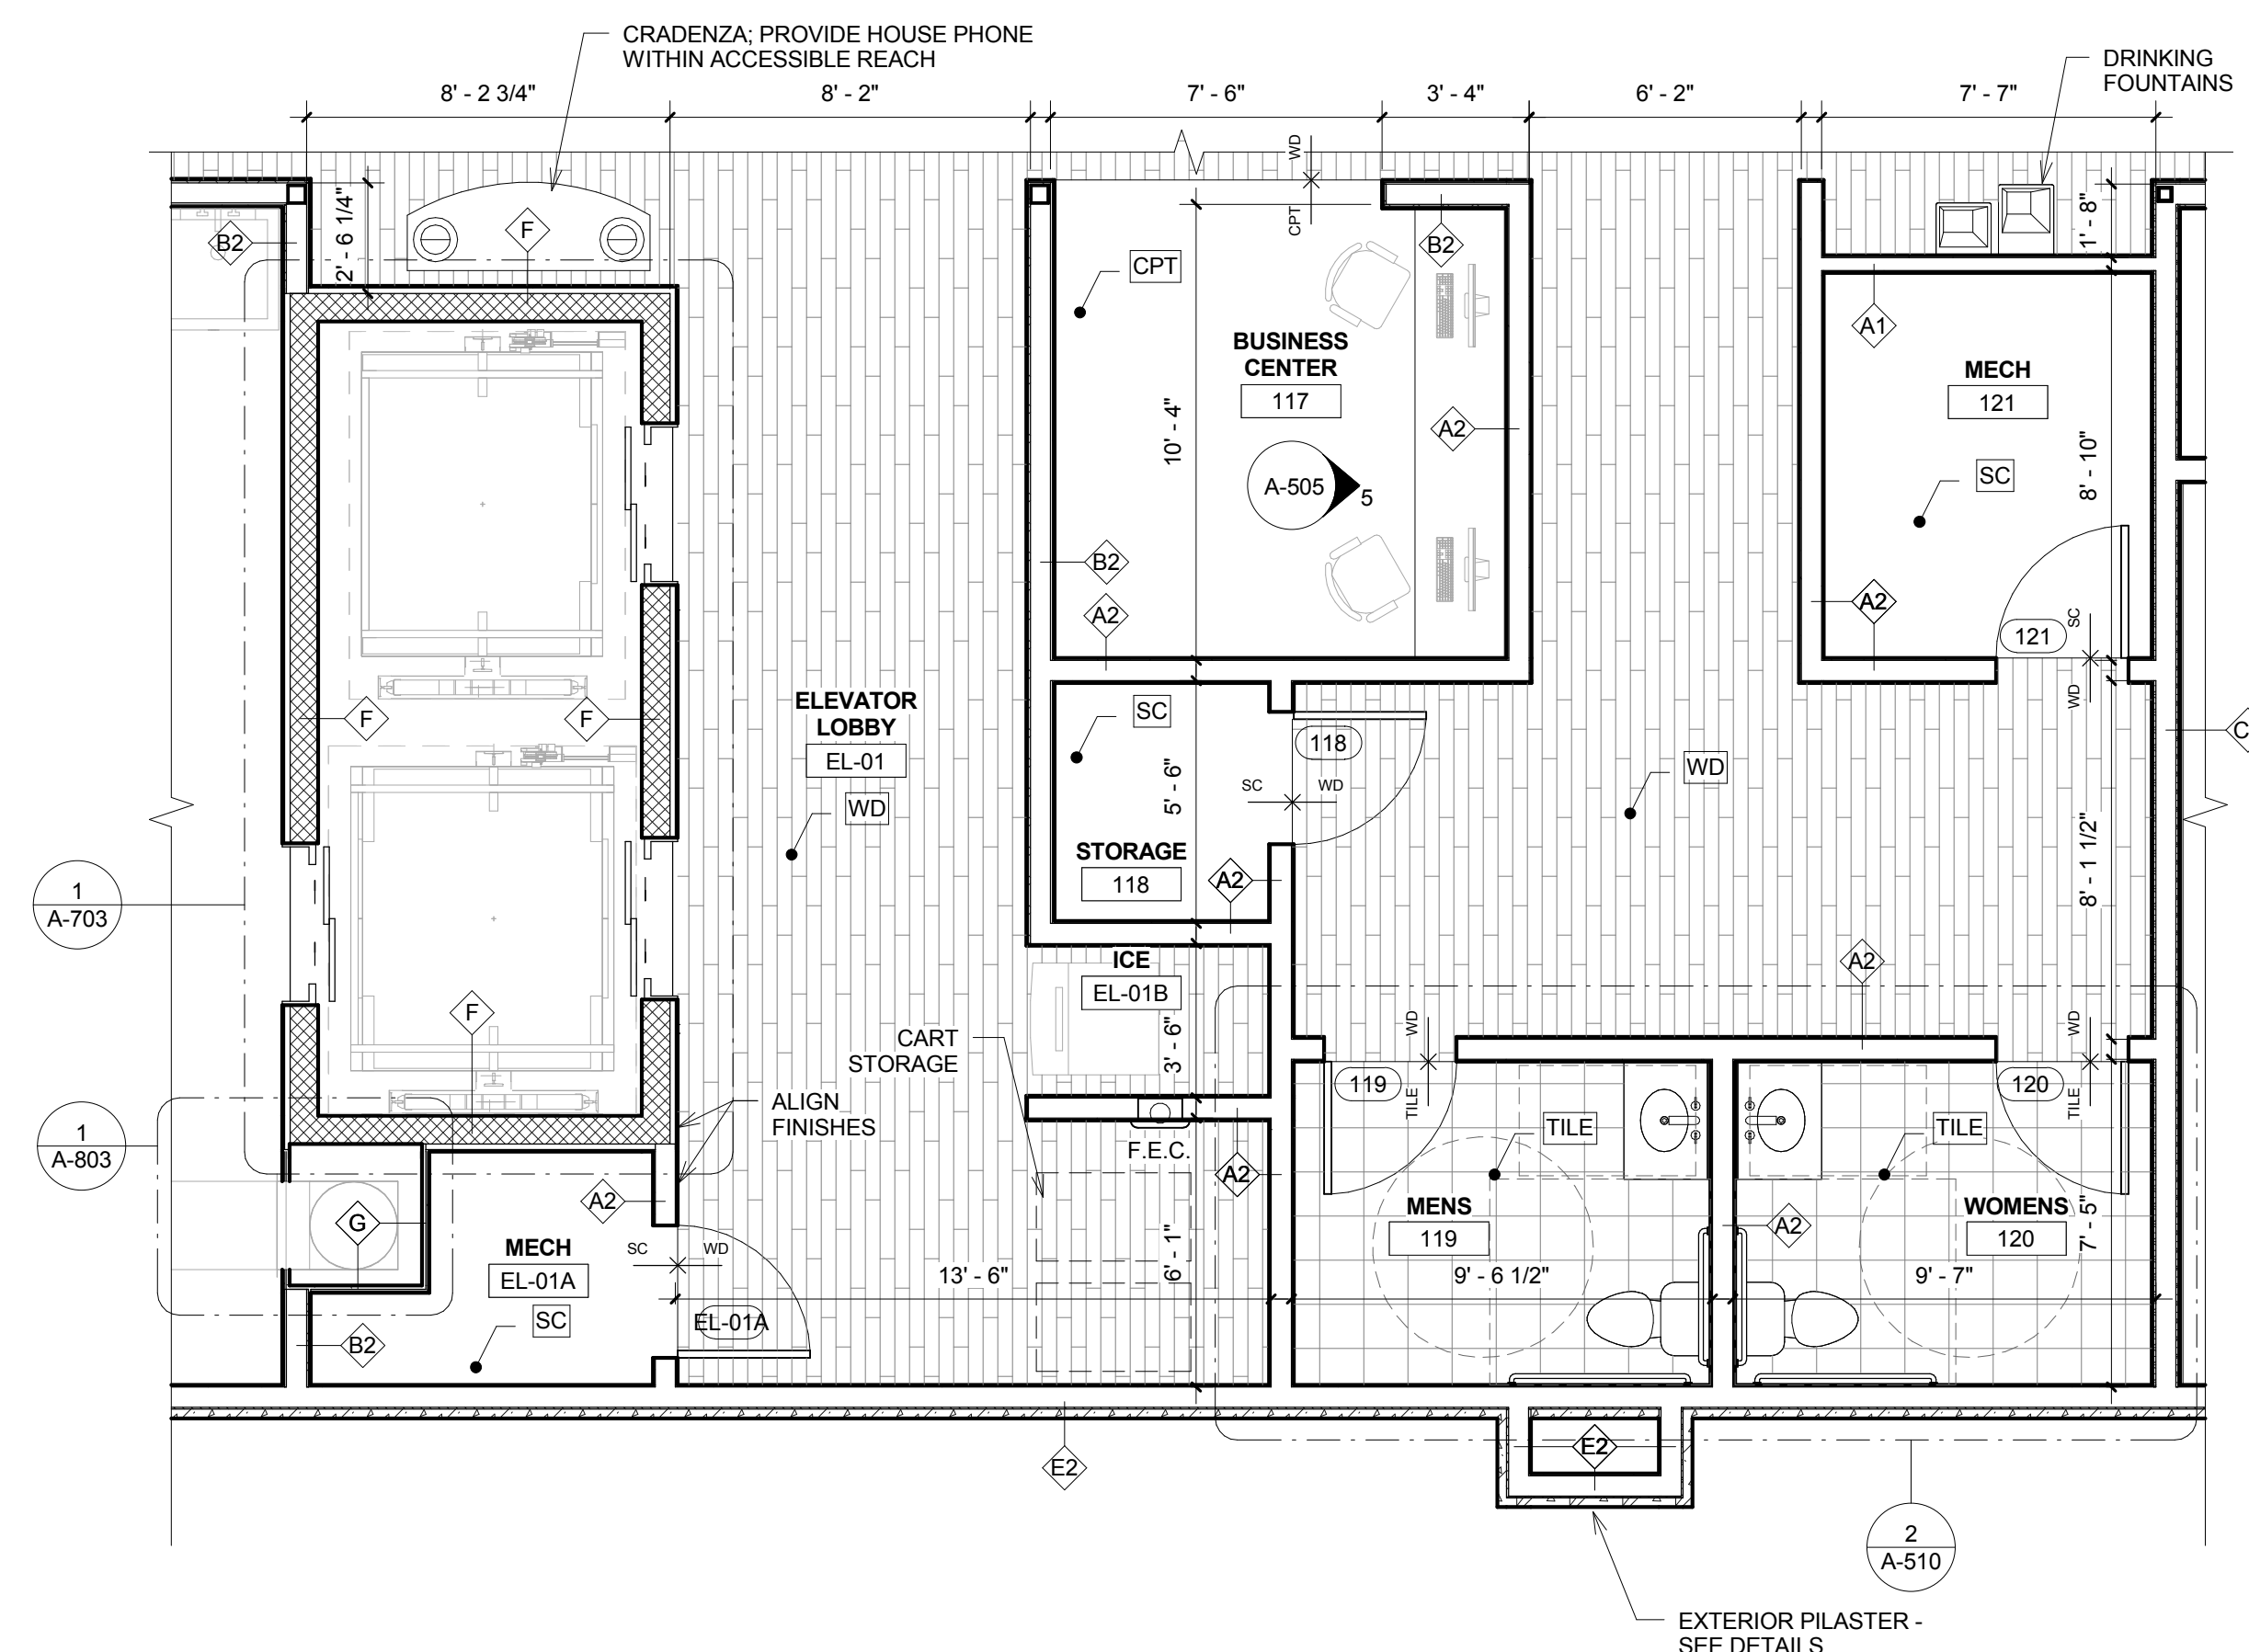 CRADENZA; PROVIDE HOUSE PHONE
WITHIN ACCESSIBLE REACH
DRINKING
FOUNTAINS
8' - 2 3/4"
8' - 2"
7' - 6"
3' - 4"
6' - 2"
7' - 7"
WD
CPT
2' - 6 1/4"
1' - 8"
B2
F
B2
CPT
A1
BUSINESS
CENTER
117
MECH
121
A2
10' - 4"
8' - 10"
A-505
5
SC
B2
A2
A2
121
SC
WD
F
F
ELEVATOR
LOBBY
EL-01
WD
SC
118
SC
WD
5' - 6"
WD
C
STORAGE
118
A2
8' - 1 1/2"
1
A-703
ICE
EL-01B
A2
F
CART
STORAGE
3' - 6"
WD
TILE
WD
TILE
119
120
ALIGN
FINISHES
1
A-803
F.E.C.
TILE
TILE
A2
A2
MENS
119
A2
WOMENS
120
7' - 5"
G
MECH
EL-01A
SC
WD
6' - 1"
13' - 6"
9' - 6 1/2"
9' - 7"
SC
EL-01A
B2
E2
E2
2
A-510
EXTERIOR PILASTER -
SEE DETAILS